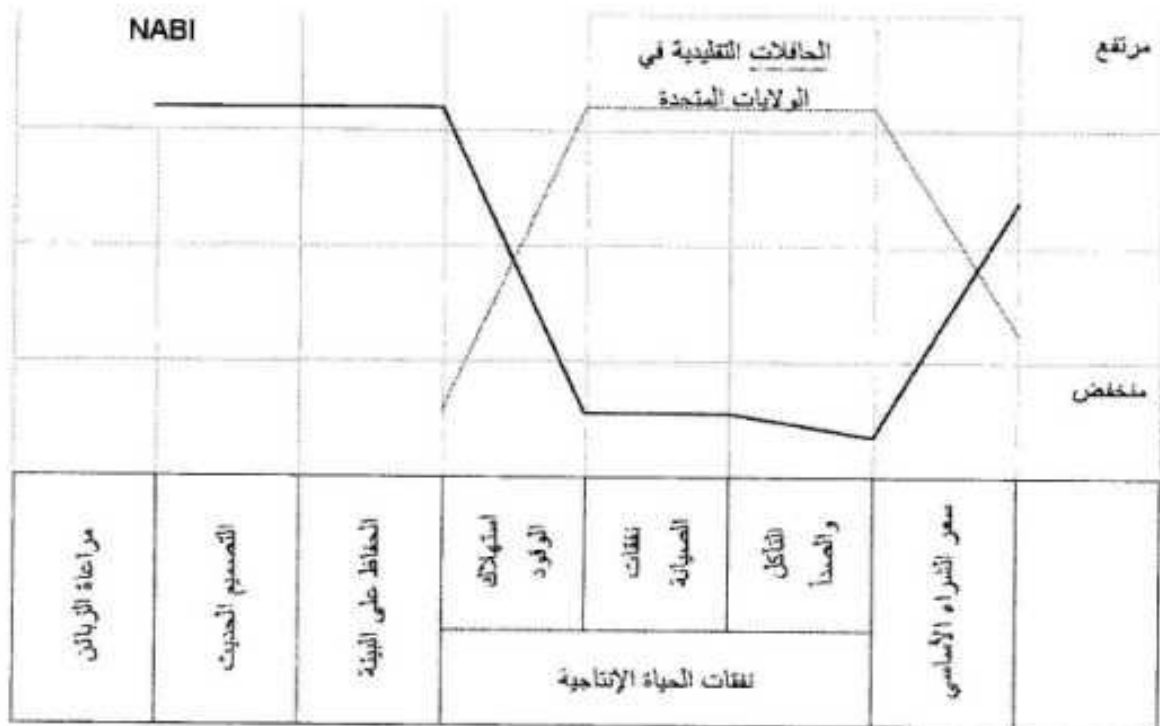 NABI
الحافلات التقليدية في
الولايات المتحدة
مرتفع
منخفض
سعر الشراء الأساسي
التآكل
والصدأ
نفقات
الصيانة
استهلاك
الوقود
نفقات الحياة الإنتاجية
الحفاظ على البيئة
التصميم الحديث
مراعاة الزبائن